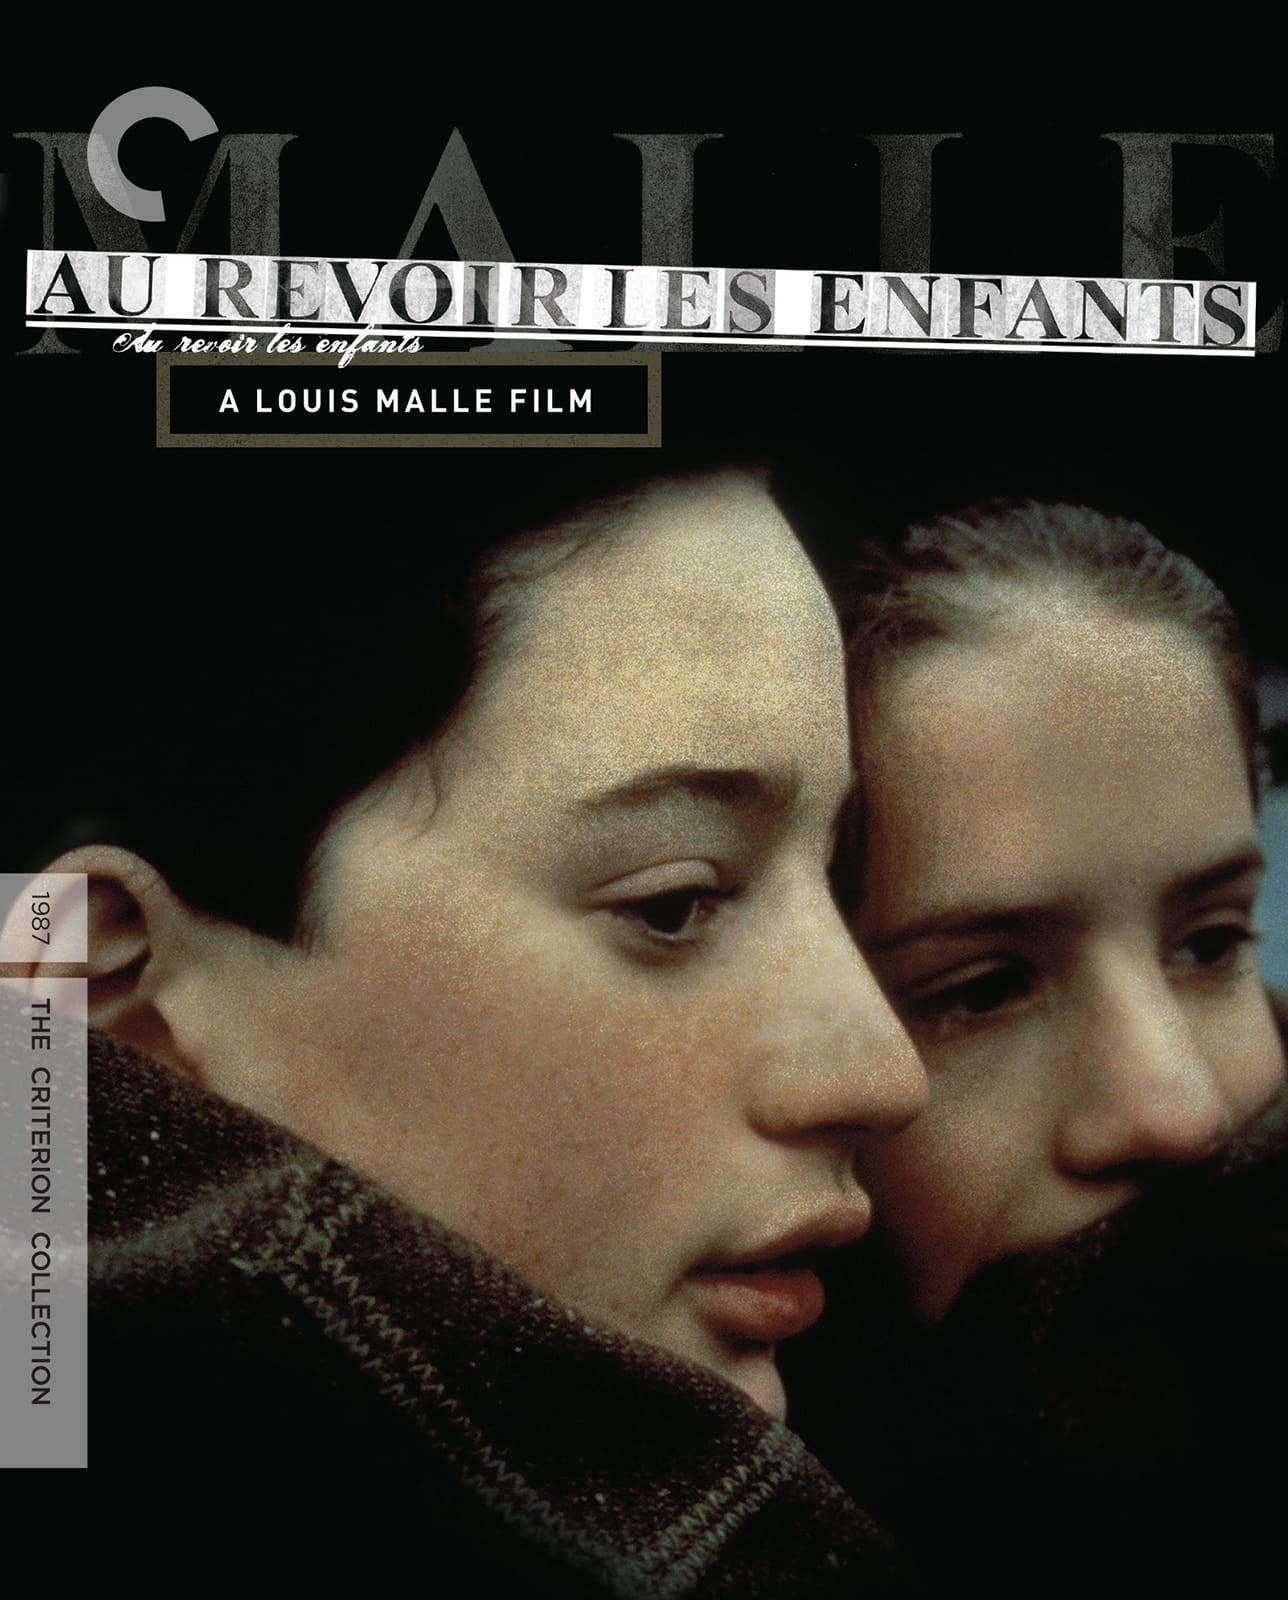 MALLE
AU REVOIR LES ENFANTS
Au revoir les enfants
A LOUIS MALLE FILM
1987
THE CRITERION COLLECTION